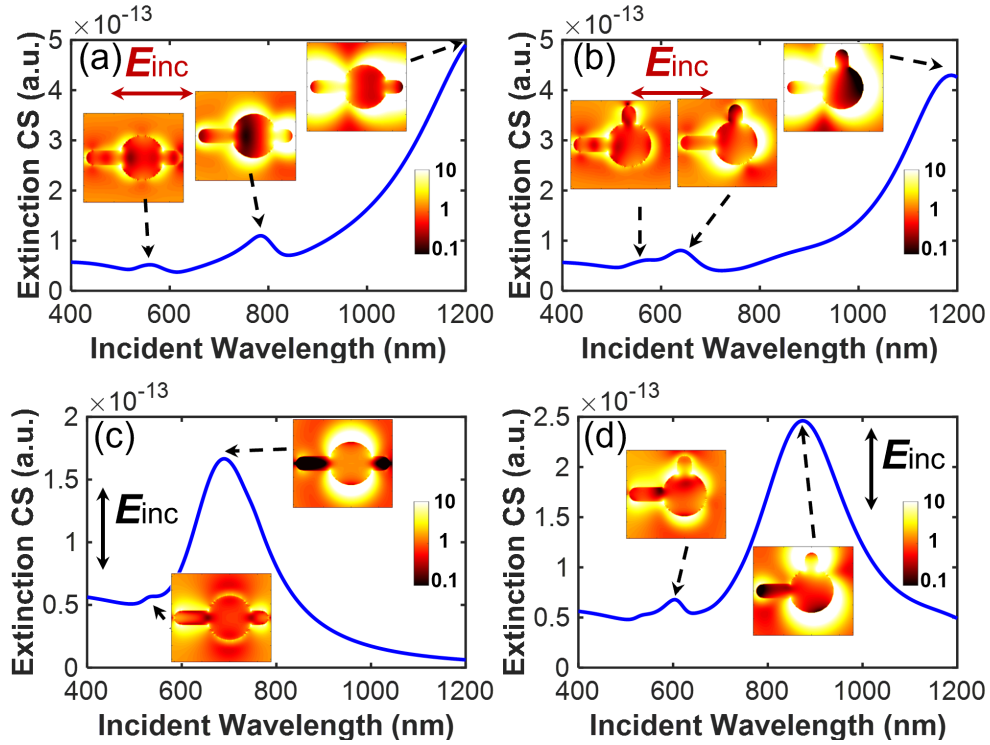 ×10⁻¹³
(a)
Einc
Extinction CS (a.u.)
5
4
3
2
1
0
10
1
0.1
400 600 800 1000 1200
Incident Wavelength (nm)
×10⁻¹³
(b)
Einc
Extinction CS (a.u.)
5
4
3
2
1
0
10
1
0.1
400 600 800 1000 1200
Incident Wavelength (nm)
×10⁻¹³
(c)
Einc
Extinction CS (a.u.)
2
1.5
1
0.5
0
10
1
0.1
400 600 800 1000 1200
Incident Wavelength (nm)
×10⁻¹³
(d)
Einc
Extinction CS (a.u.)
2.5
2
1.5
1
0.5
0
10
1
0.1
400 600 800 1000 1200
Incident Wavelength (nm)